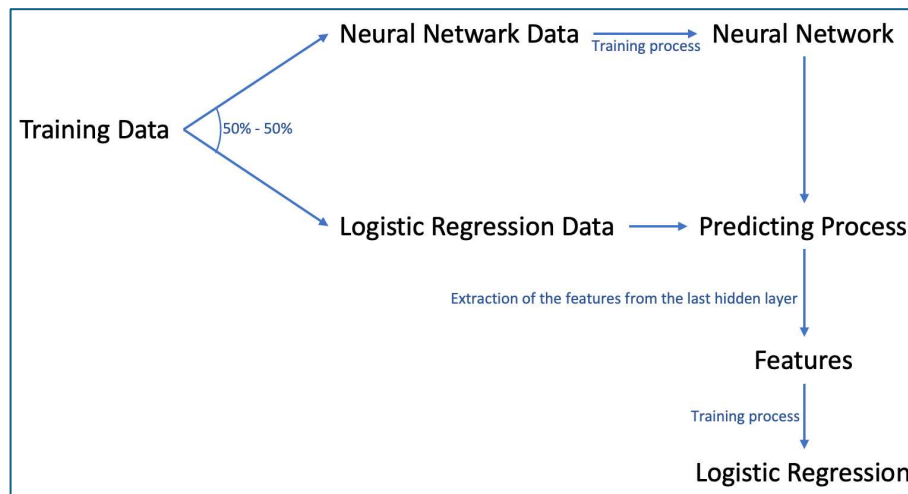 Neural Netwark Data
Training process
Neural Network
Training Data
50% - 50%
Logistic Regression Data
Predicting Process
Extraction of the features from the last hidden layer
Features
Training process
Logistic Regression